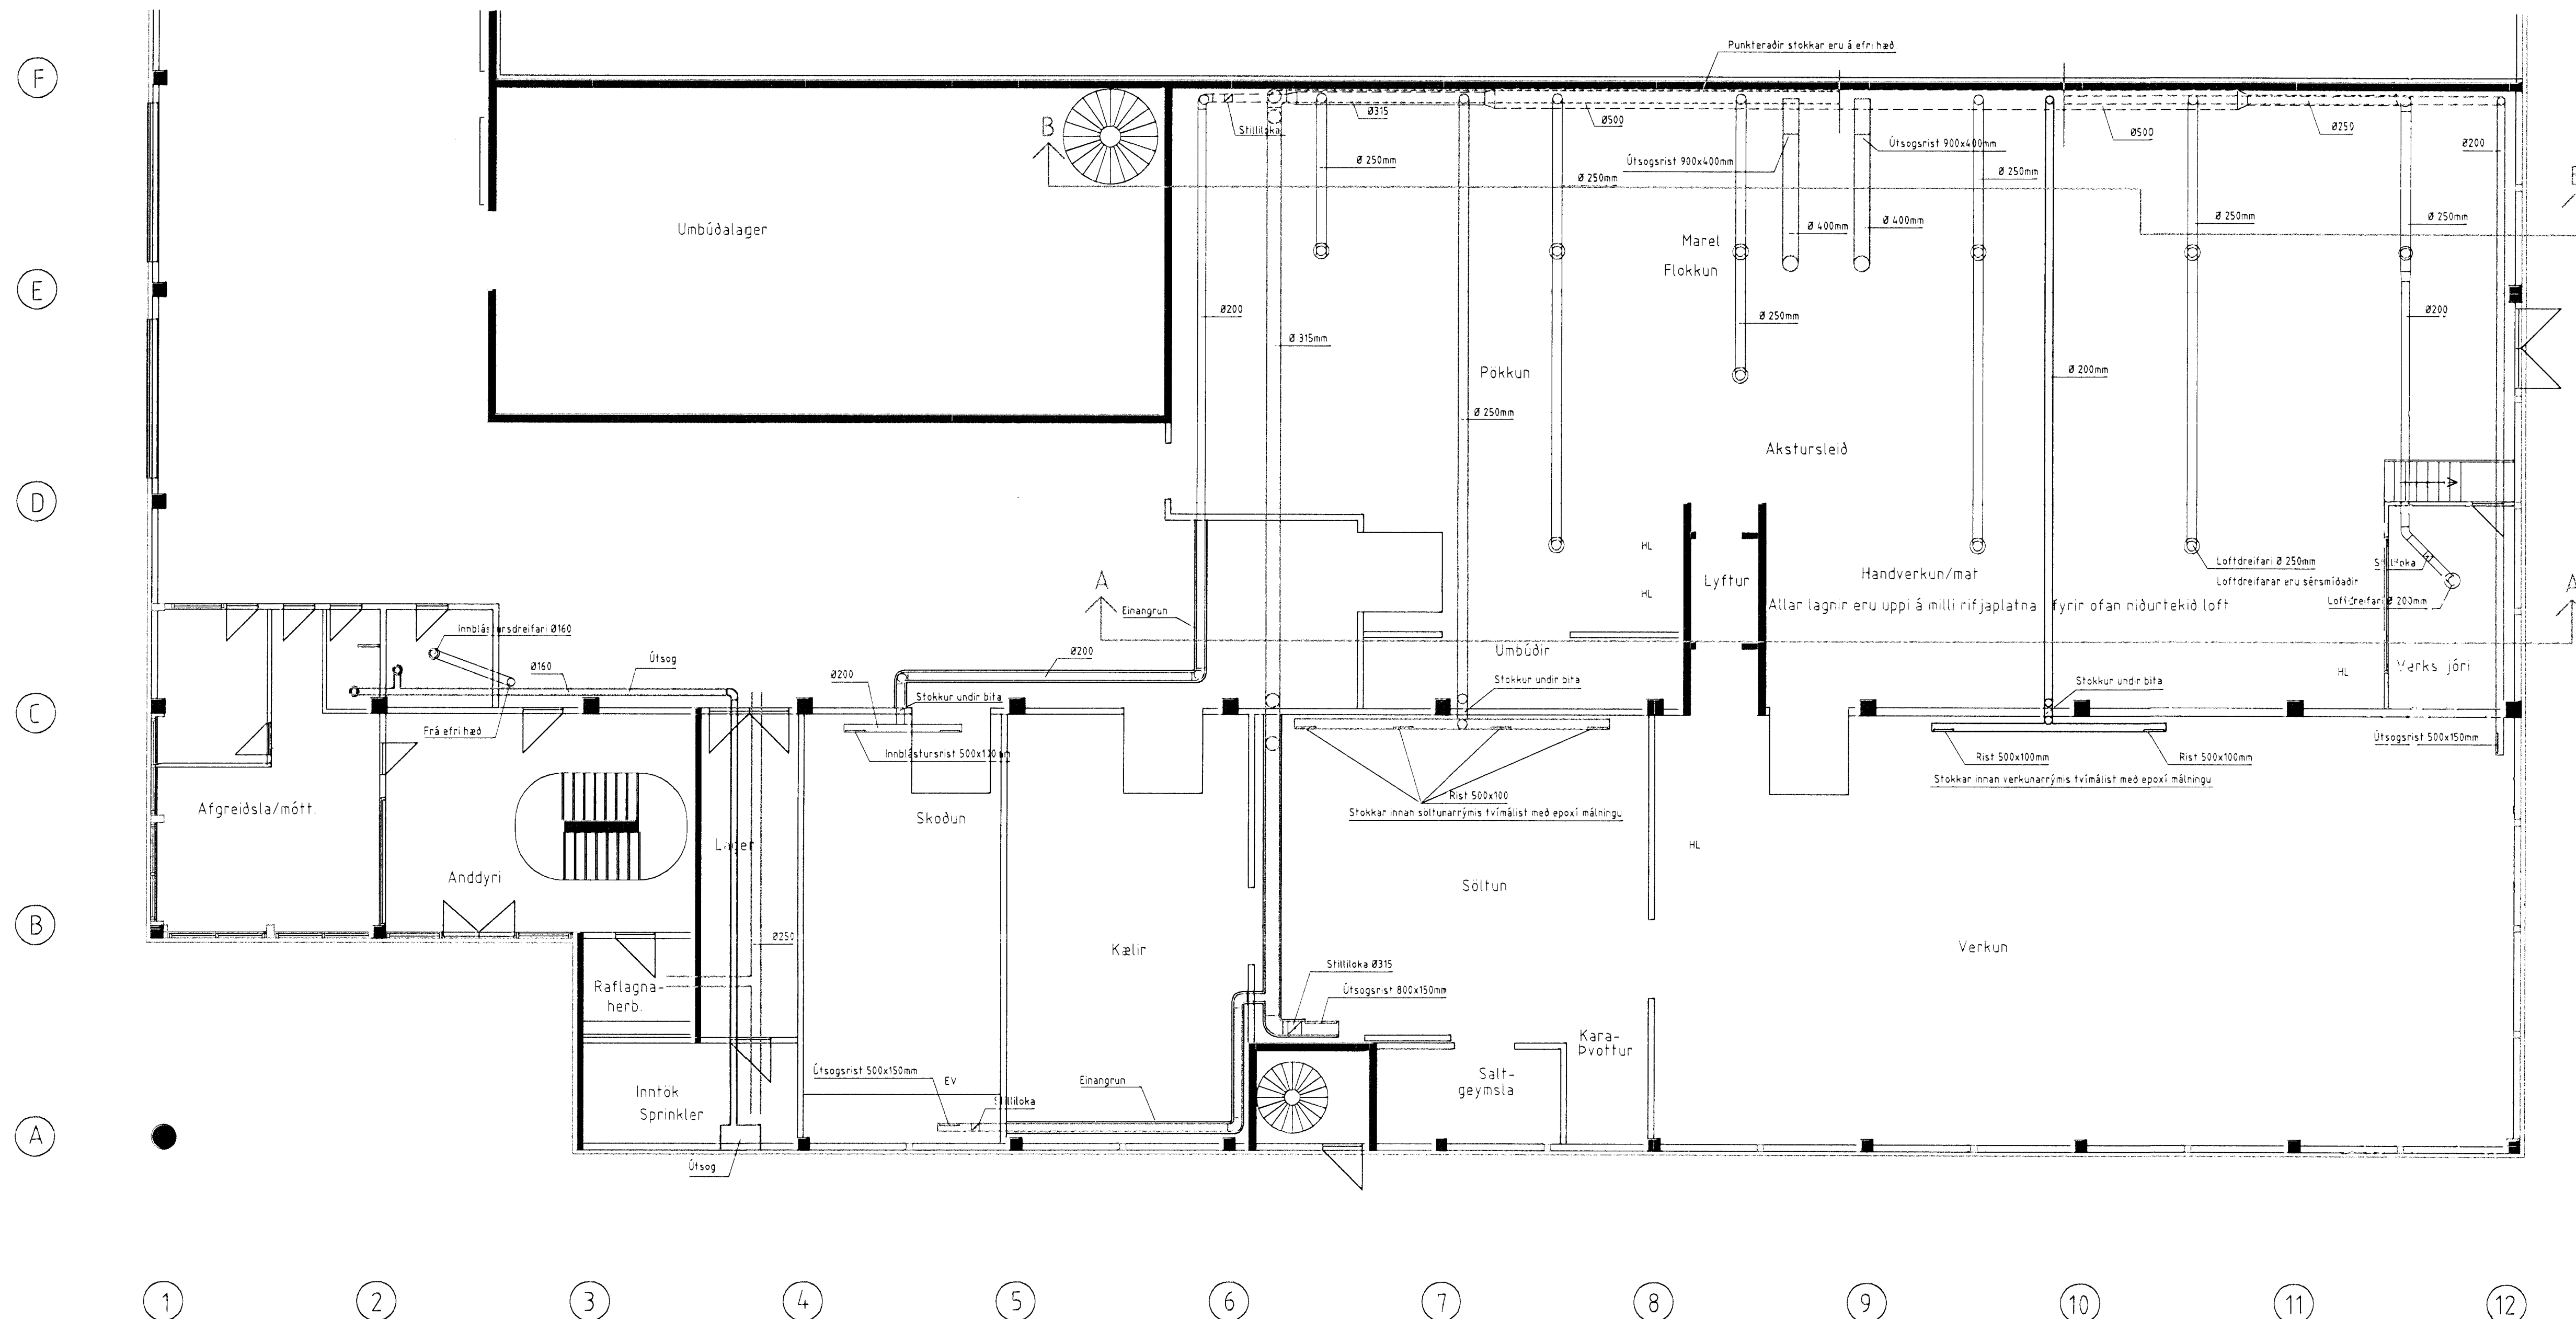 Punkteraðir stokkar eru á efri hæð.
F
B
Stilliloka
Ø315
Ø500
Ø500
Ø250
Ø200
Útsogsrist 900x400mm
Útsogsrist 900x400mm
Ø 250mm
Ø 250mm
Ø 250mm
Ø 250mm
Ø 250mm
Ø 400mm
Ø 400mm
Umbúðalager
Marel
Flokkun
E
Ø200
Ø 315mm
Ø 250mm
Ø200
Pökkun
Ø 200mm
Ø 250mm
Akstursleið
D
HL
HL
Lyftur
Handverkun/mat
Loftdreifari Ø 250mm
Loftdreifarar eru sérsmíðaðir
Loftdreifari Ø 200mm
Allar lagnir eru uppi á milli rifjaplatna
fyrir ofan niðurtekið loft
A
A
Einangrun
Innblástursdreifari Ø160
Ø160
Útsog
Ø200
Ø200
Umbúðir
HL
Stokkur undir bita
Stokkur undir bita
Stokkur undir bita
C
Frá efri hæð
Innblástursrist 500x100mm
Rist 500x100mm
Rist 500x100mm
Útsogsrist 500x150mm
Stokkar innan verkunarrýmis tvímálist með epoxí málningu
Rist 500x100
Stokkar innan söltunarrýmis tvímálist með epoxí málningu
Afgreiðsla/mótt.
Skoðun
Lager
HL
Anddyri
Söltun
B
Ø250
Kælir
Verkun
Stilliloka Ø315
Útsogsrist 800x150mm
Raflagna-
herb.
Kara-
Þvottur
Útsogsrist 500x150mm
EV
Einangrun
Salt-
geymsla
Inntök
Sprinkler
Stilliloka
A
Útsog
1
2
3
4
5
6
7
8
9
10
11
12